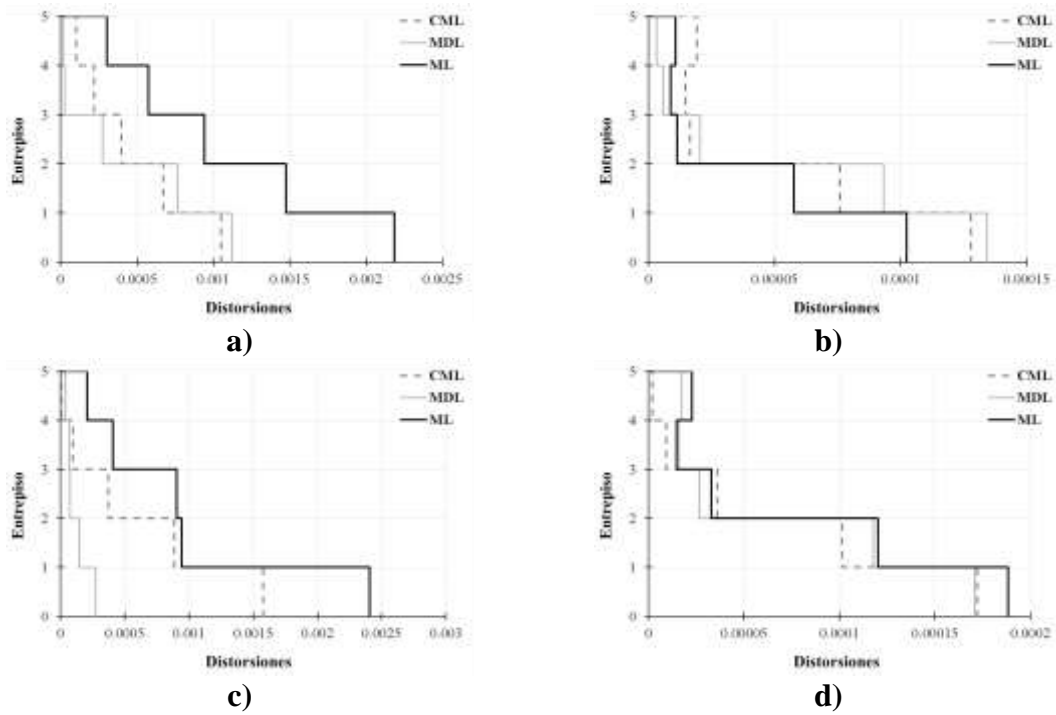 5
4
3
2
1
0
Entrepiso
0
0.0005
0.001
0.0015
0.002
0.0025
Distorsiones
CML
MDL
ML
a)
5
4
3
2
1
0
Entrepiso
0
0.00005
0.0001
0.00015
Distorsiones
CML
MDL
ML
b)
5
4
3
2
1
0
Entrepiso
0
0.0005
0.001
0.0015
0.002
0.0025
0.003
Distorsiones
CML
MDL
ML
c)
5
4
3
2
1
0
Entrepiso
0
0.00005
0.0001
0.00015
0.0002
Distorsiones
CML
MDL
ML
d)